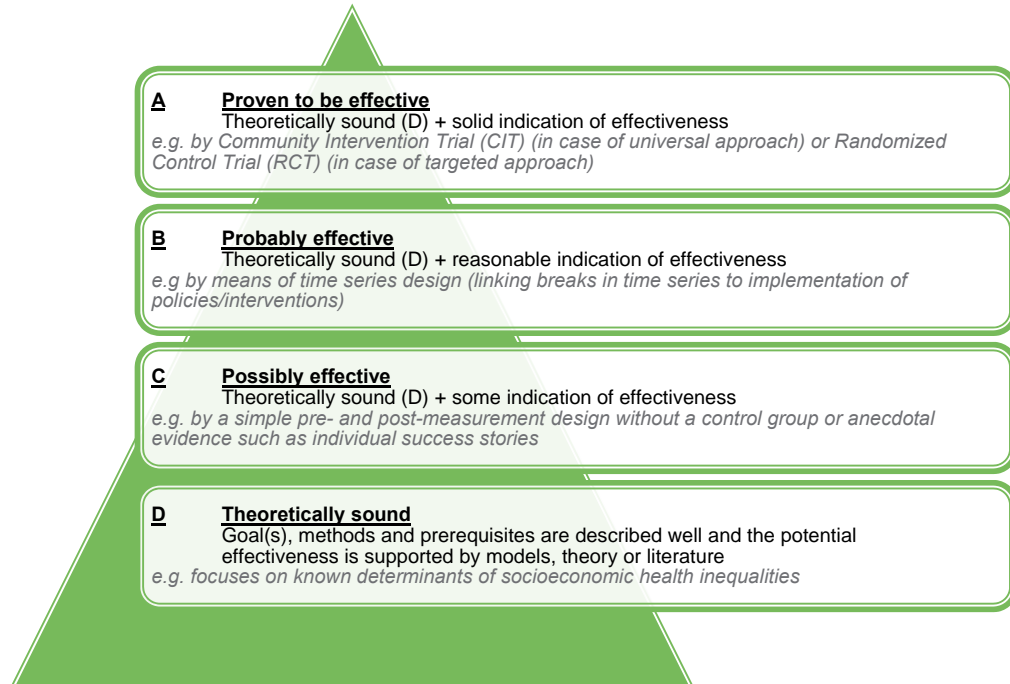 A Proven to be effective
Theoretically sound (D) + solid indication of effectiveness
e.g. by Community Intervention Trial (CIT) (in case of universal approach) or Randomized
Control Trial (RCT) (in case of targeted approach)
B Probably effective
Theoretically sound (D) + reasonable indication of effectiveness
e.g by means of time series design (linking breaks in time series to implementation of
policies/interventions)
C Possibly effective
Theoretically sound (D) + some indication of effectiveness
e.g. by a simple pre- and post-measurement design without a control group or anecdotal
evidence such as individual success stories
D Theoretically sound
Goal(s), methods and prerequisites are described well and the potential
effectiveness is supported by models, theory or literature
e.g. focuses on known determinants of socioeconomic health inequalities